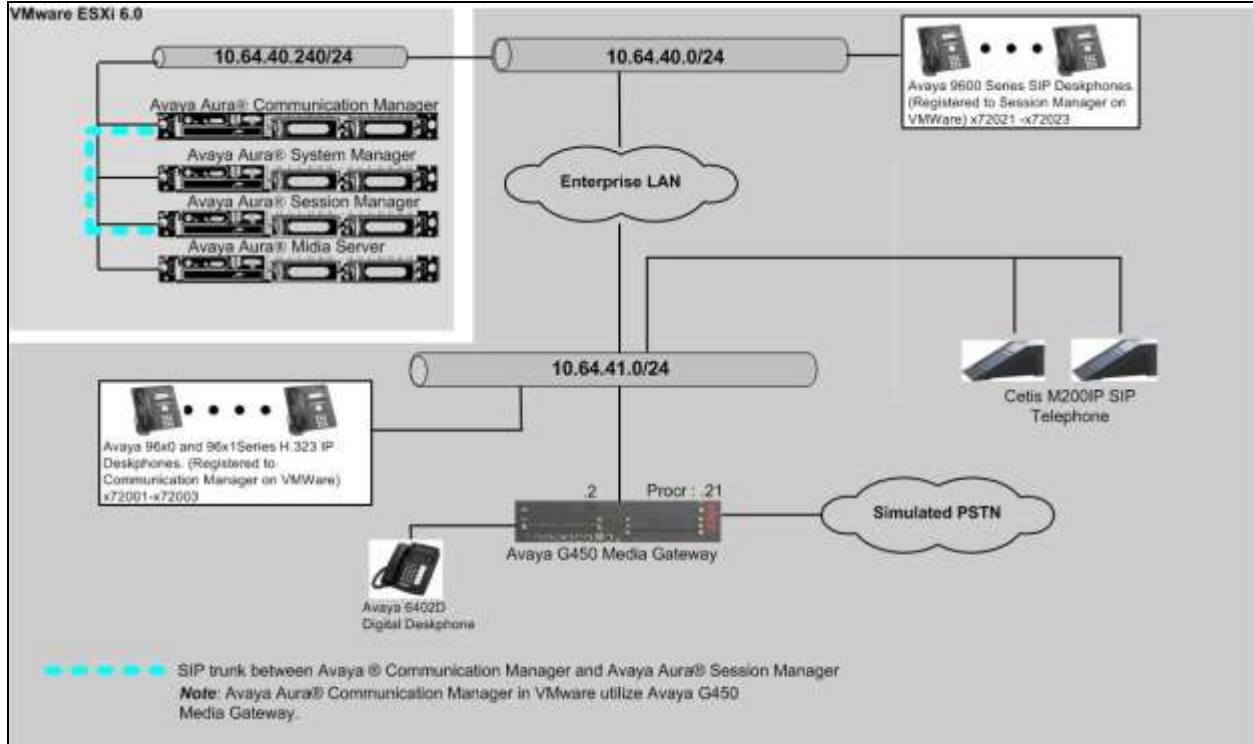 VMware ESXi 6.0
10.64.40.240/24
10.64.40.0/24
Avaya 9600 Series SIP Deskphones.
(Registered to Session Manager on
VMWare) x72021 -x72023
Avaya Aura® Communication Manager
Avaya Aura® System Manager
Avaya Aura® Session Manager
Avaya Aura® Midia Server
Enterprise LAN
10.64.41.0/24
Cetis M200IP SIP
Telephone
Avaya 96x0 and 96x1Series H.323 IP
Deskphones. (Registered to
Communication Manager on VMWare)
x72001-x72003
.2
Procr : .21
Simulated PSTN
Avaya G450 Media Gateway
Avaya 6402D
Digital Deskphone
SIP trunk between Avaya ® Communication Manager and Avaya Aura® Session Manager
Note: Avaya Aura® Communication Manager in VMware utilize Avaya G450
Media Gateway.